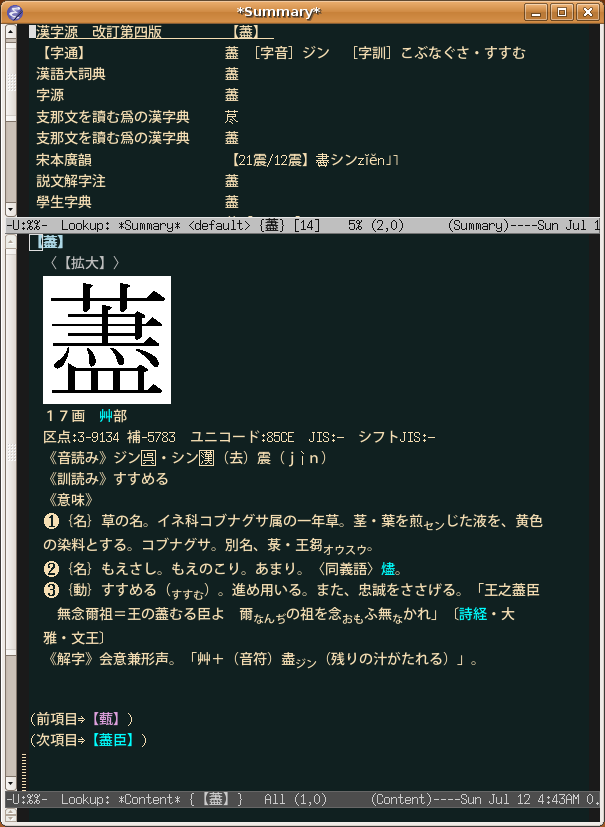 *Summary*
漢字源　改訂第四版　【藎】
【字通】　藎　［字音］ジン　［字訓］こぶなぐさ・すすむ
漢語大詞典　藎
字源　藎
支那文を讀む爲の漢字典
支那文を讀む爲の漢字典　藎
宋本廣韻　【21震/12震】シンzǐĕn
説文解字注　藎
學生字典　藎
-U:%%-  Lookup: *Summary* <default> {藎} [14]    5% (2,0)    (Summary)----Sun Jul 1
【藎】
〈【拡大】〉
藎
１７画　艸部
区点:3-9134 補-5783　ユニコード:85CE　JIS:−　シフトJIS:−
《音読み》ジン呉・シン漢（去）震（ｊìｎ）
《訓読み》すすめる
《意味》
❶｛名｝草の名。イネ科コブナグサ属の一年草。茎・葉を煎センじた液を、黄色
の染料とする。コブナグサ。別名、菉・王芻オウスウ。
❷｛名｝もえさし。もえのこり。あまり。〈同義語〉燼。
❸｛動｝すすめる（すすむ）。進め用いる。また、忠誠をささげる。「王之藎臣
無念爾祖＝王の藎むる臣よ　爾なんぢの祖を念おもふ無なかれ」〔詩経・大
雅・文王〕
《解字》会意兼形声。「艸＋（音符）盡ジン（残りの汁がたれる）」。
(前項目⇒【甄】)
(次項目⇒【藎臣】)
-U:%%-  Lookup: *Content* {【藎】}   All (1,0)    (Content)----Sun Jul 12 4:43AM 0.